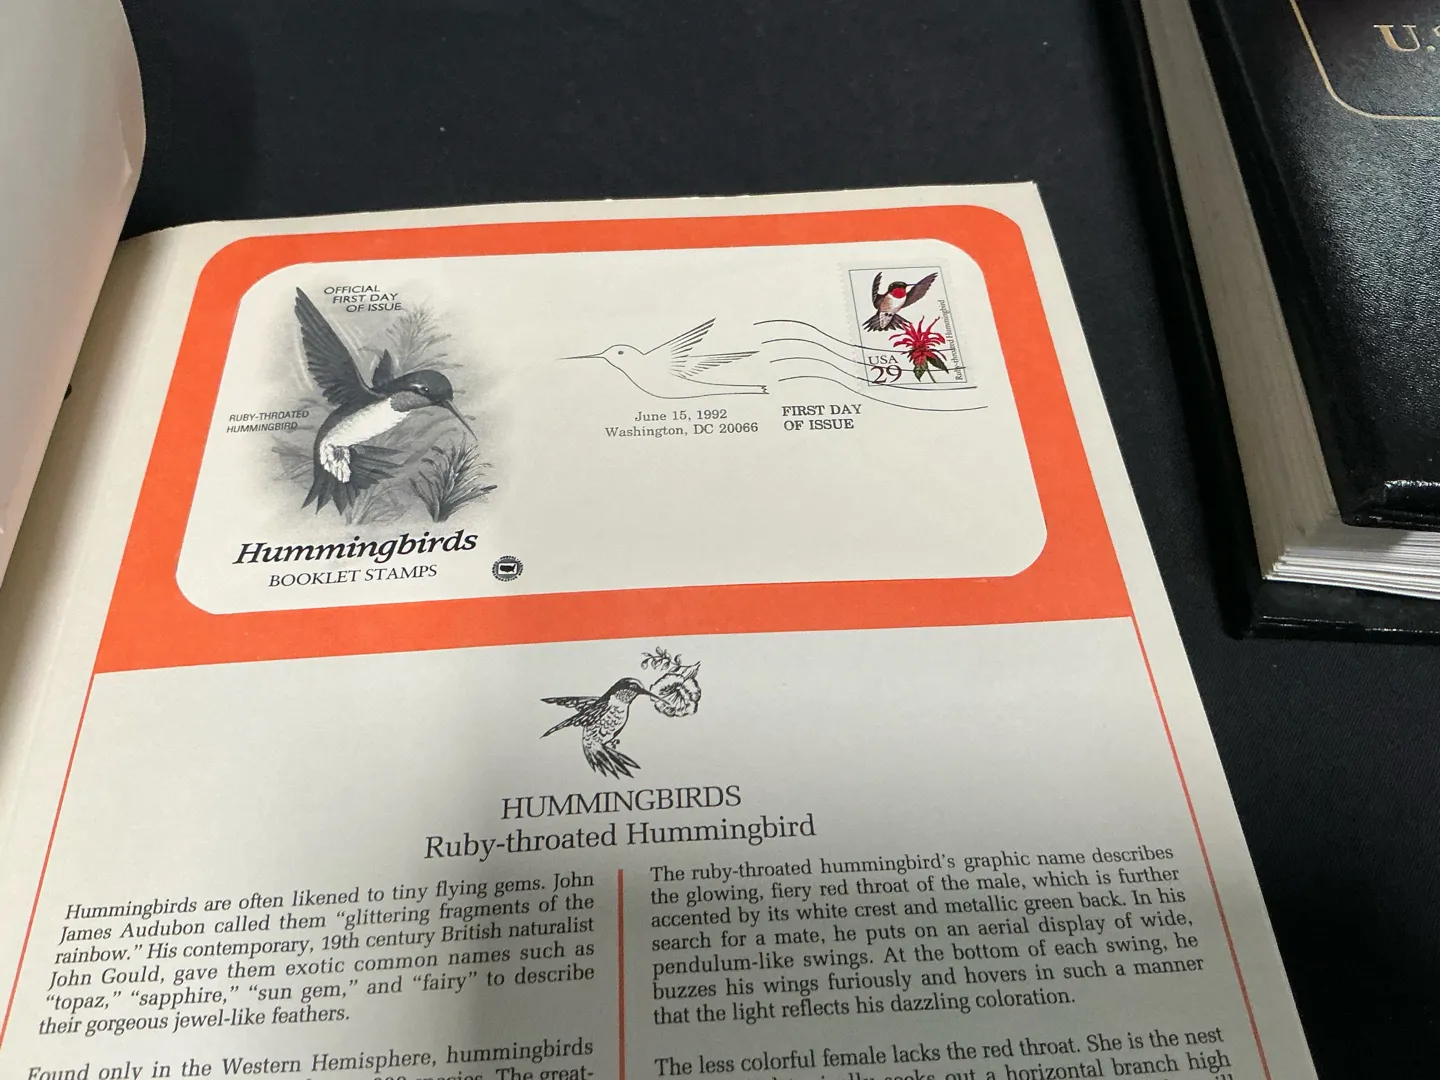 U.S
OFFICIAL
FIRST DAY
OF ISSUE
RUBY-THROATED
HUMMINGBIRD
Hummingbirds
BOOKLET STAMPS
June 15, 1992
Washington, DC 20066
FIRST DAY
OF ISSUE
USA
29
Ruby-throated Hummingbird
HUMMINGBIRDS
Ruby-throated Hummingbird
Hummingbirds are often likened to tiny flying gems. John
James Audubon called them “glittering fragments of the
rainbow.” His contemporary, 19th century British naturalist
John Gould, gave them exotic common names such as
“topaz,” “sapphire,” “sun gem,” and “fairy” to describe
their gorgeous jewel-like feathers.
Found only in the Western Hemisphere, hummingbirds
species. The great-
The ruby-throated hummingbird’s graphic name describes
the glowing, fiery red throat of the male, which is further
accented by its white crest and metallic green back. In his
search for a mate, he puts on an aerial display of wide,
pendulum-like swings. At the bottom of each swing, he
buzzes his wings furiously and hovers in such a manner
that the light reflects his dazzling coloration.
The less colorful female lacks the red throat. She is the nest
seeks out a horizontal branch high